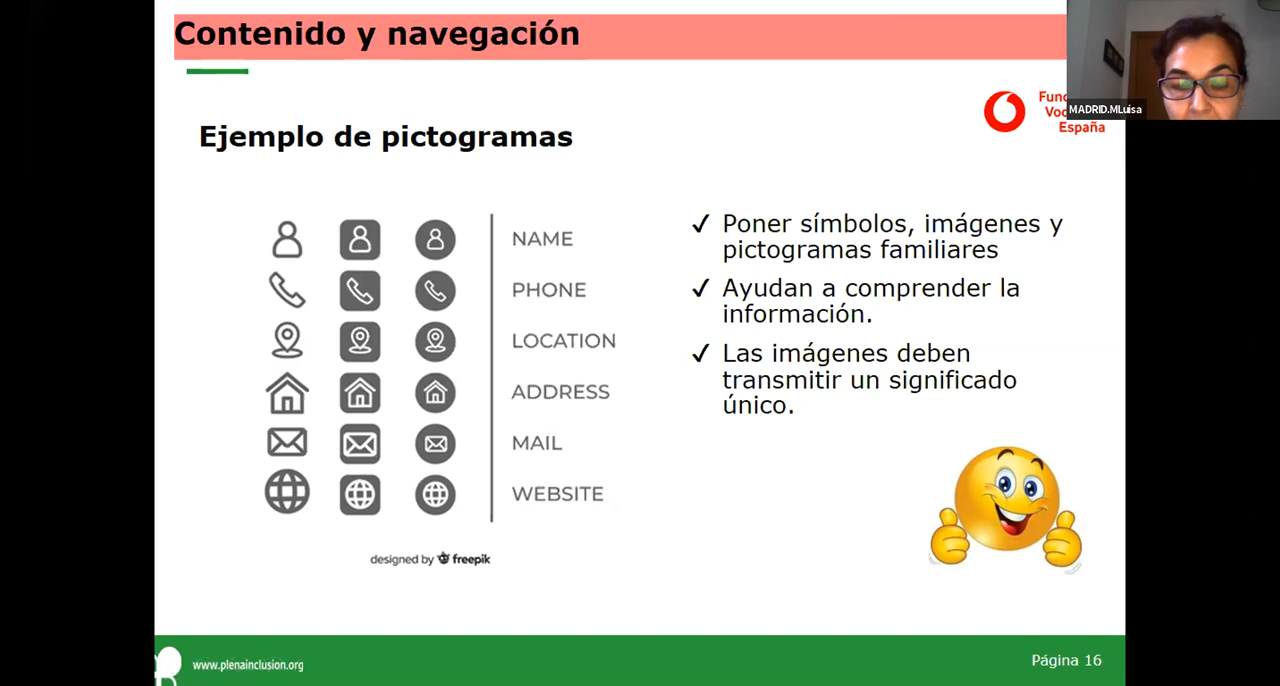 Contenido y navegación
MADRID.MLuisa
Vo
España
Ejemplo de pictogramas
NAME
PHONE
LOCATION
ADDRESS
MAIL
WEBSITE
designed by freepik
✓ Poner símbolos, imágenes y
pictogramas familiares
✓ Ayudan a comprender la
información.
✓ Las imágenes deben
transmitir un significado
único.
www.plenainclusion.org
Página 16